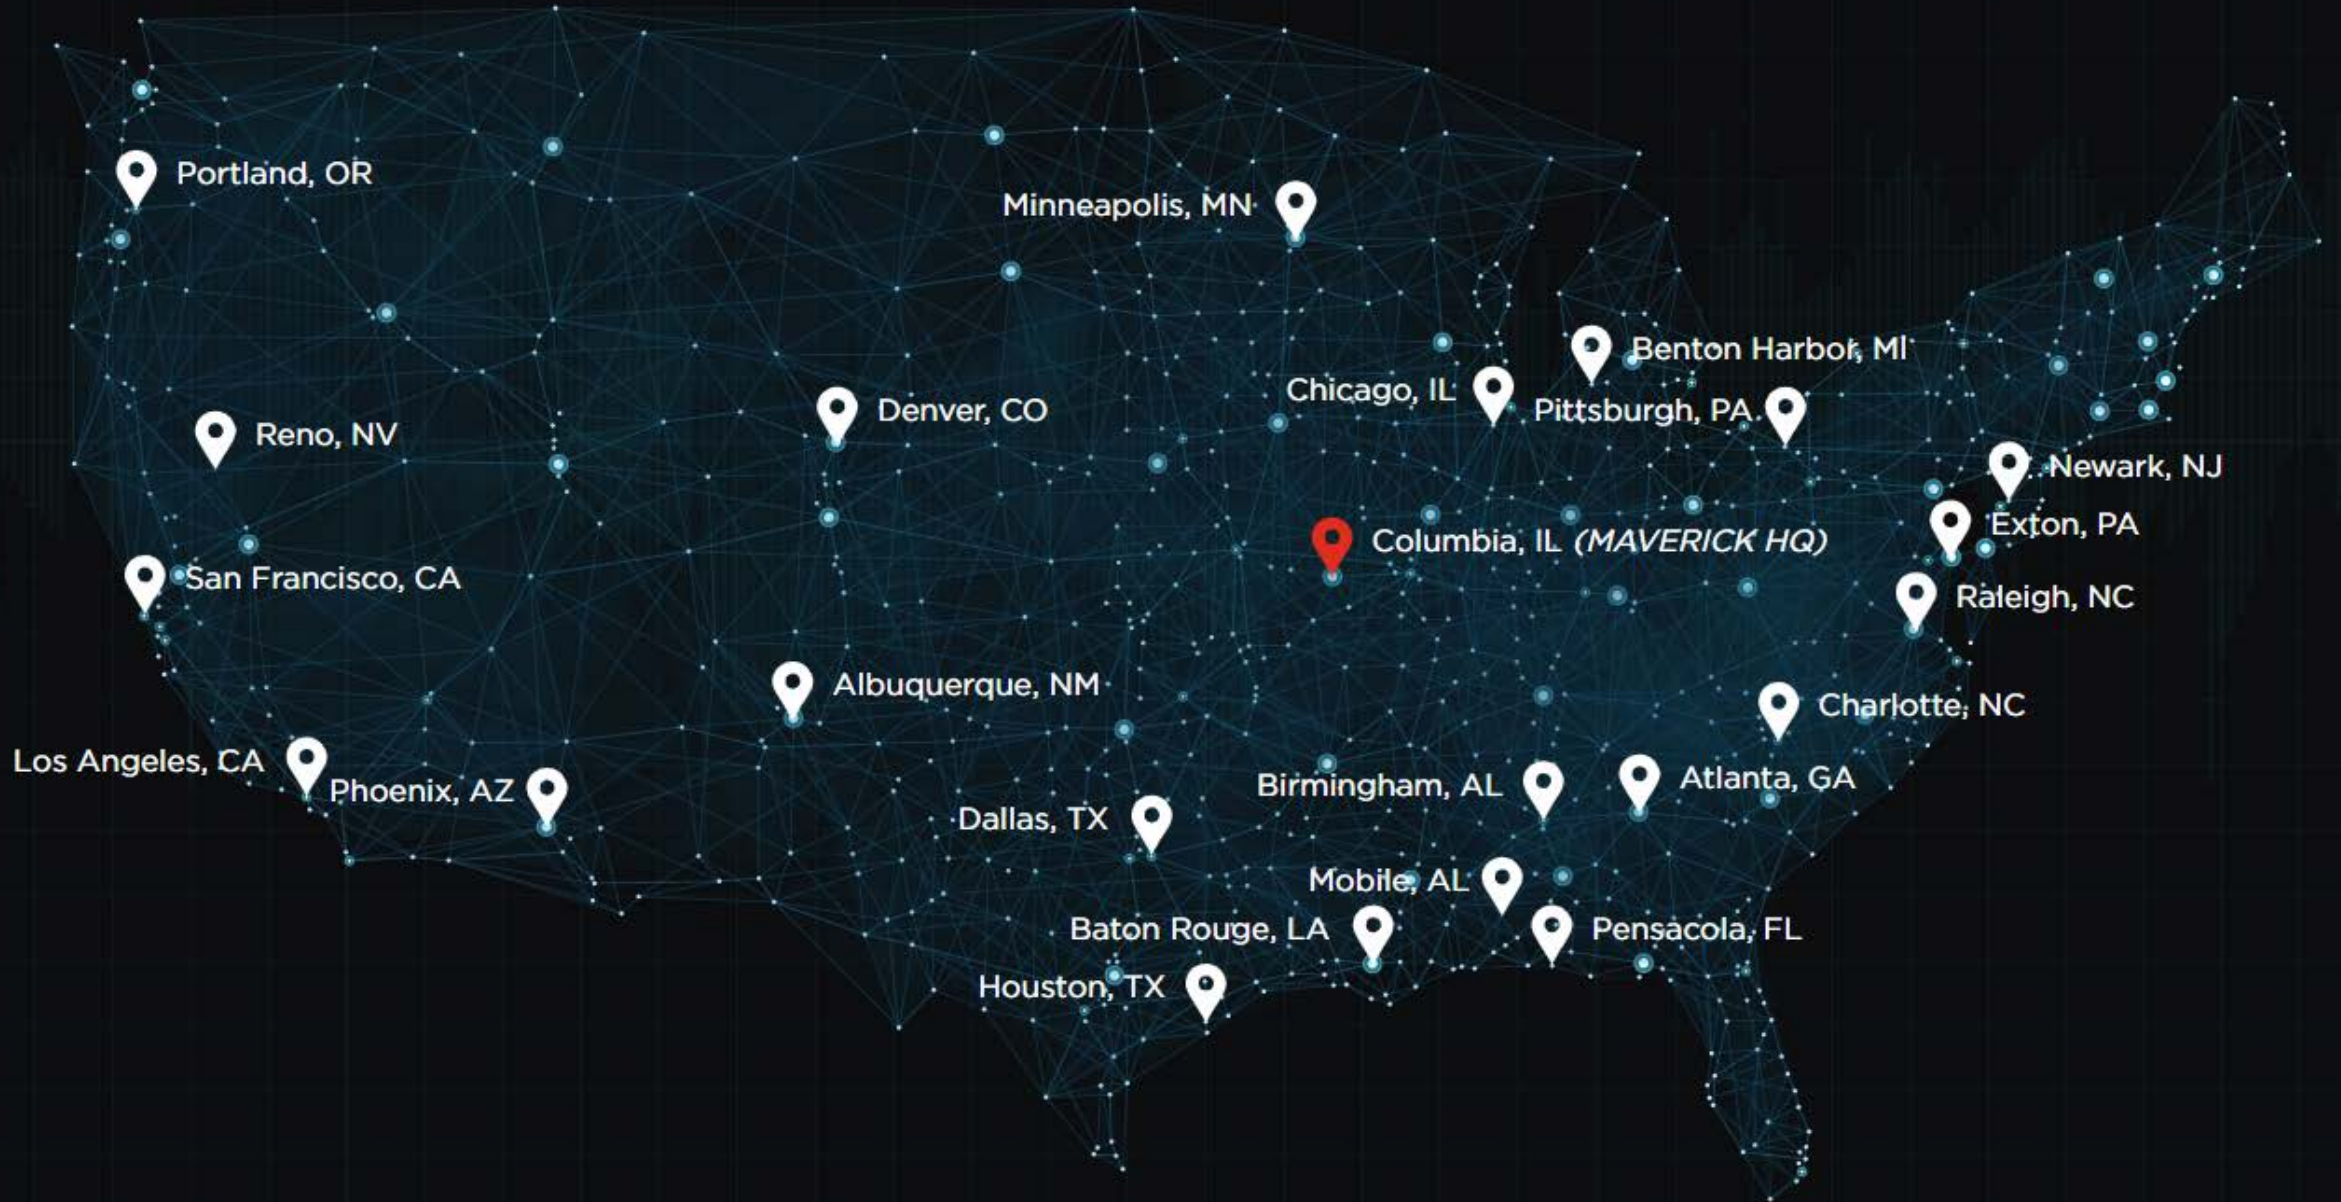 Portland, OR
Minneapolis, MN
Benton Harbor, MI
Chicago, IL
Pittsburgh, PA
Denver, CO
Reno, NV
Newark, NJ
Exton, PA
Columbia, IL (MAVERICK HQ)
San Francisco, CA
Raleigh, NC
Albuquerque, NM
Charlotte, NC
Los Angeles, CA
Phoenix, AZ
Birmingham, AL
Atlanta, GA
Dallas, TX
Mobile, AL
Baton Rouge, LA
Pensacola, FL
Houston, TX